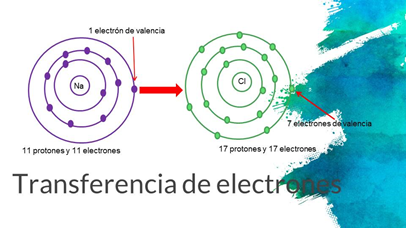 1 electrón de valencia
Na
Cl
7 electrones de valencia
11 protones y 11 electrones
17 protones y 17 electrones
Transferencia de electrones